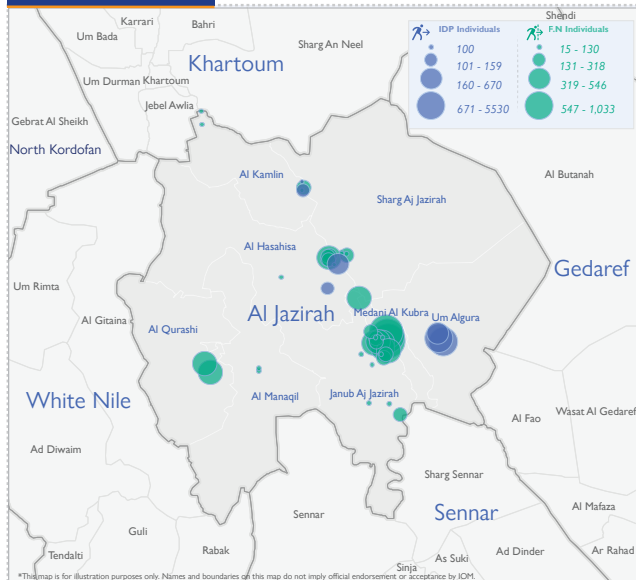 Karrari
Bahri
Shendi
Um Bada
Sharg An Neel
Khartoum
IDP Individuals
100
101 - 159
160 - 670
671 - 5530
F.N Individuals
15 - 130
131 - 318
319 - 546
547 - 1,033
Um Durman
Khartoum
Jebel Awlia
Gebrat Al Sheikh
North Kordofan
Al Kamlin
Al Butanah
Sharg Aj Jazirah
Al Hasahisa
Gedaref
Um Rimta
Al Gitaina
Al Jazirah
Medani Al Kubra
Um Algura
Al Qurashi
White Nile
Al Manaqil
Janub Aj Jazirah
Al Fao
Wasat Al Gedaref
Ad Diwaim
Sharg Sennar
Sennar
Sennar
Al Mafaza
Guli
Tendalti
Rabak
Sinja
As Suki
Ad Dinder
Ar Rahad
*This map is for illustration purposes only. Names and boundaries on this map do not imply official endorsement or acceptance by IOM.